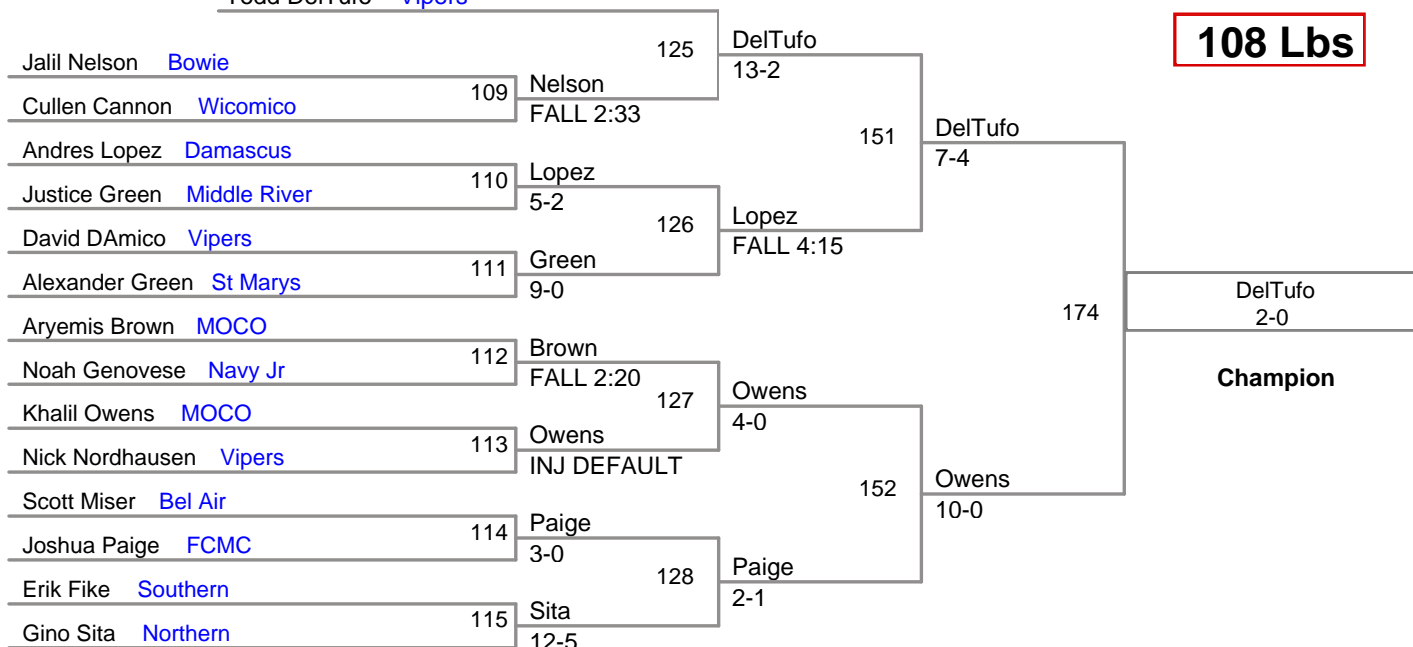 Todd DelTufo Vipers
108 Lbs
Jalil Nelson Bowie
Cullen Cannon Wicomico
Andres Lopez Damascus
Justice Green Middle River
David DAmico Vipers
Alexander Green St Marys
Aryemis Brown MOCO
Noah Genovese Navy Jr
Khalil Owens MOCO
Nick Nordhausen Vipers
Scott Miser Bel Air
Joshua Paige FCMC
Erik Fike Southern
Gino Sita Northern
109
Nelson
FALL 2:33
110
Lopez
5-2
111
Green
9-0
112
Brown
FALL 2:20
113
Owens
INJ DEFAULT
114
Paige
3-0
115
Sita
12-5
125
DelTufo
13-2
126
Lopez
FALL 4:15
127
Owens
4-0
128
Paige
2-1
151
DelTufo
7-4
152
Owens
10-0
174
DelTufo
2-0
Champion